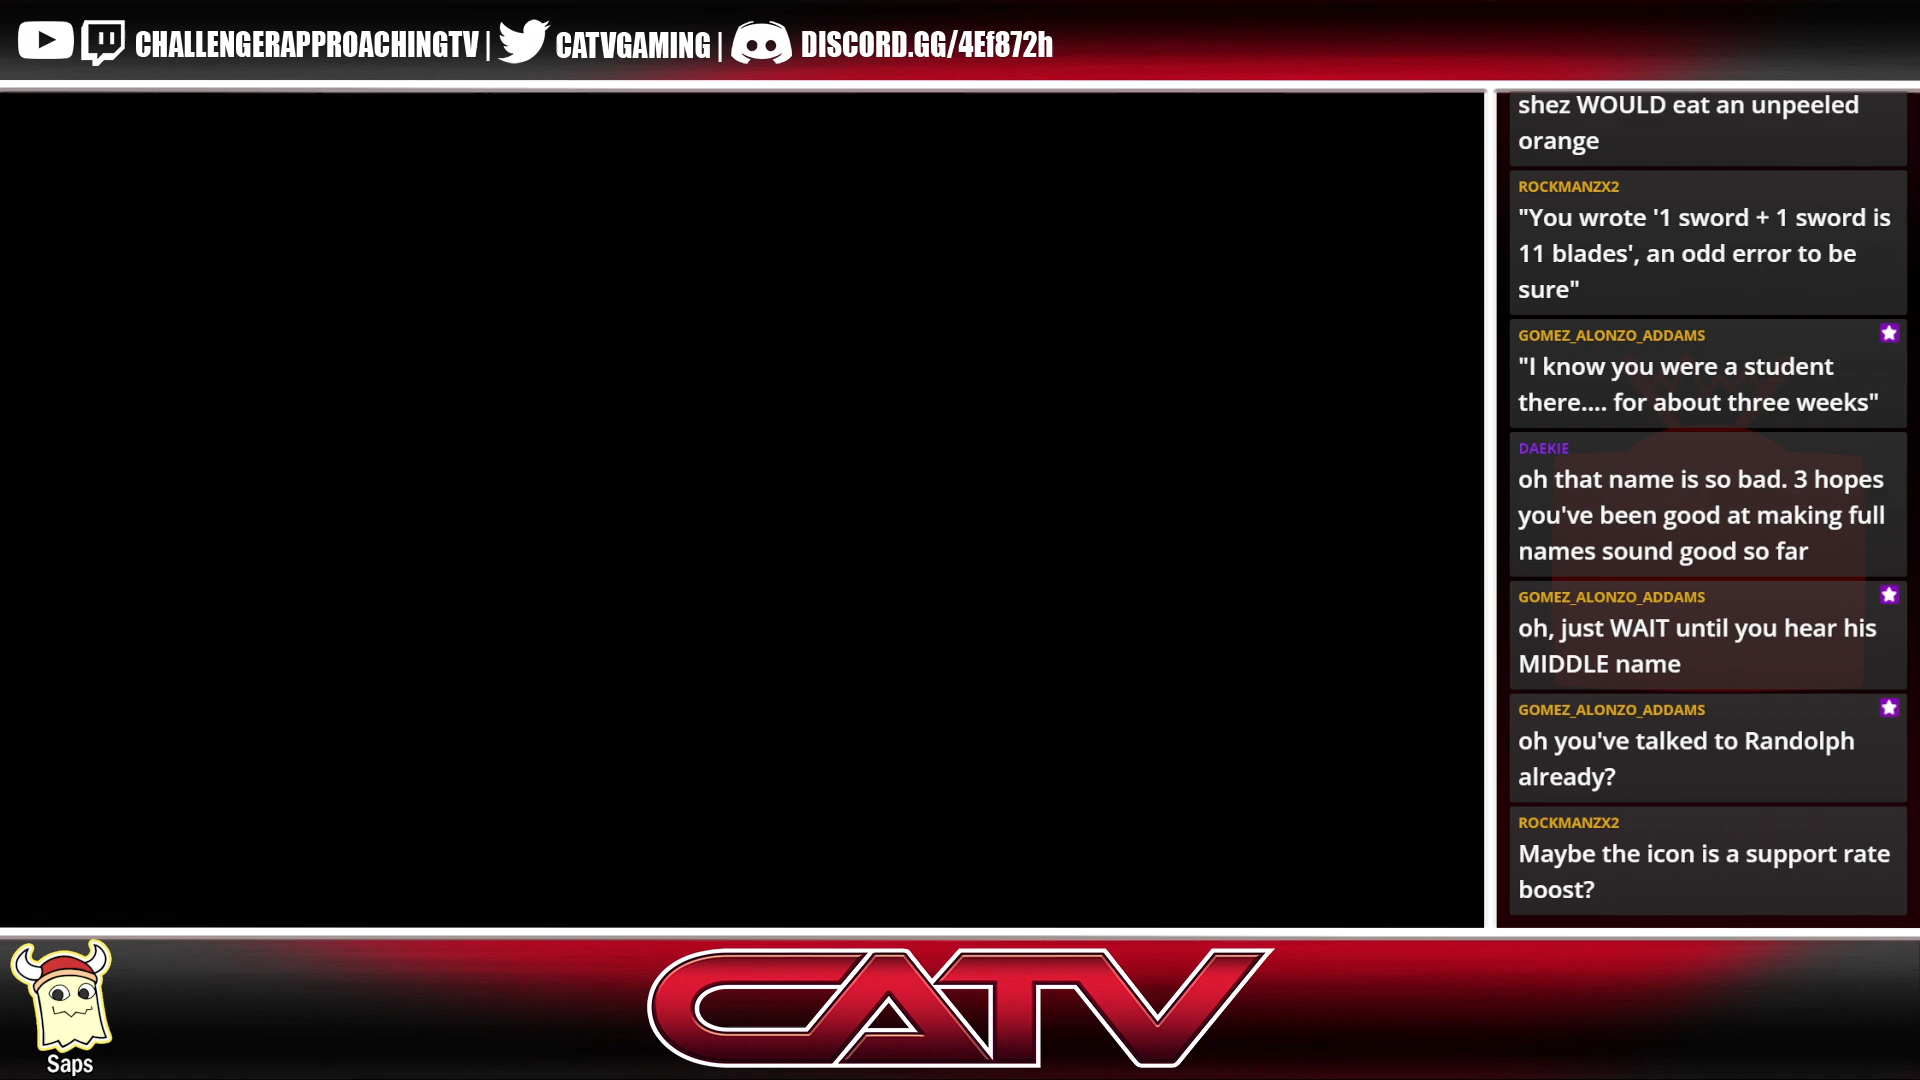 CHALLENGERAPPROACHINGTV | CATVGAMING | DISCORD.GG/4Ef872h
shez WOULD eat an unpeeled
orange
ROCKMANZX2
"You wrote '1 sword + 1 sword is
11 blades', an odd error to be
sure"
GOMEZ_ALONZO_ADDAMS
"I know you were a student
there.... for about three weeks"
DAEKIE
oh that name is so bad. 3 hopes
you've been good at making full
names sound good so far
GOMEZ_ALONZO_ADDAMS
oh, just WAIT until you hear his
MIDDLE name
GOMEZ_ALONZO_ADDAMS
oh you've talked to Randolph
already?
ROCKMANZX2
Maybe the icon is a support rate
boost?
CATV
Saps